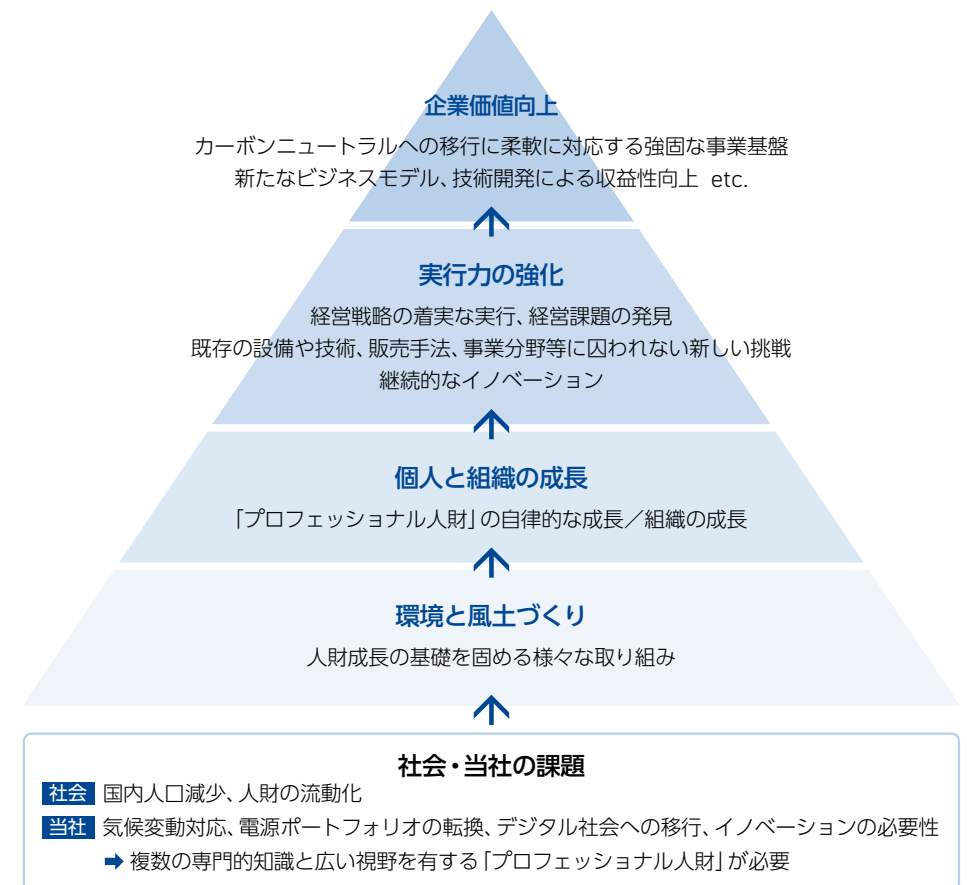 企業価値向上
カーボンニュートラルへの移行に柔軟に対応する強固な事業基盤
新たなビジネスモデル、技術開発による収益性向上 etc.
実行力の強化
経営戦略の着実な実行、経営課題の発見
既存の設備や技術、販売手法、事業分野等に囚われない新しい挑戦
継続的なイノベーション
個人と組織の成長
「プロフェッショナル人財」の自律的な成長／組織の成長
環境と風土づくり
人財成長の基礎を固める様々な取り組み
社会・当社の課題
社会 国内人口減少、人財の流動化
当社 気候変動対応、電源ポートフォリオの転換、デジタル社会への移行、イノベーションの必要性
➡ 複数の専門的知識と広い視野を有する「プロフェッショナル人財」が必要